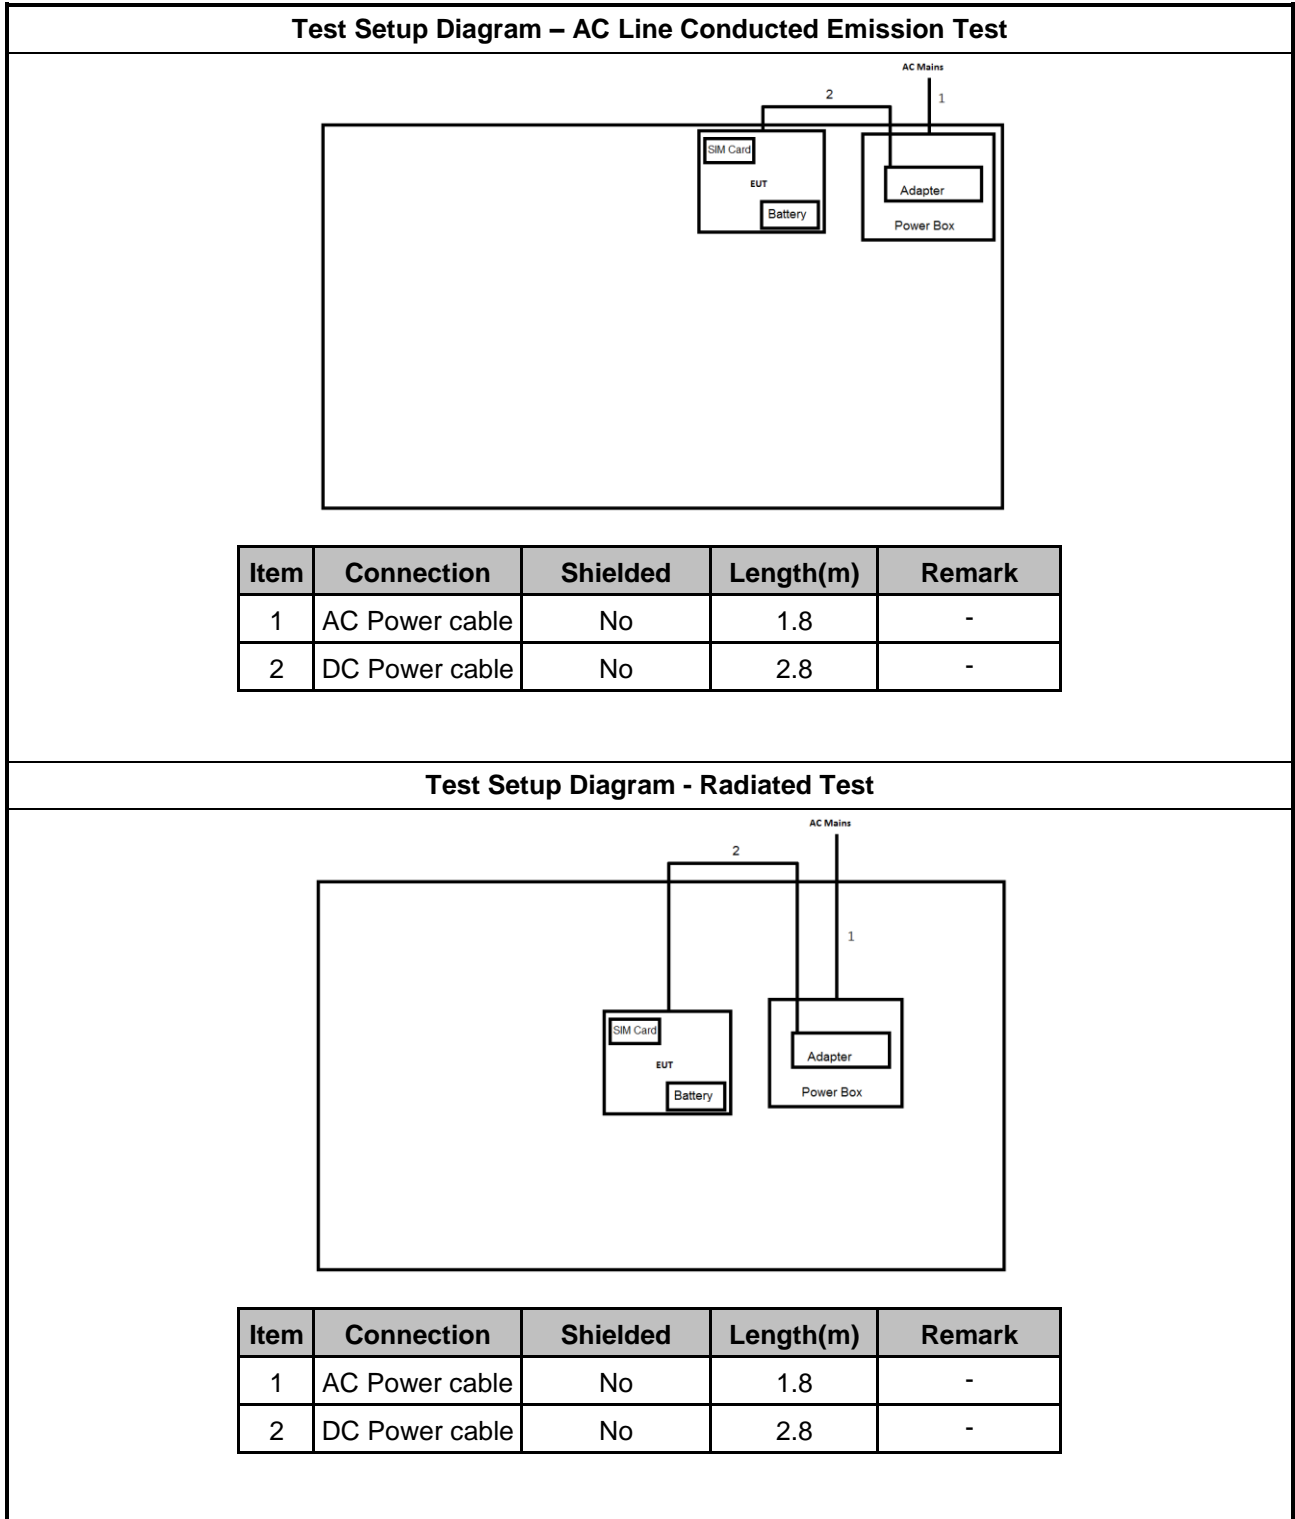 Test Setup Diagram – AC Line Conducted Emission Test
AC Mains
2
1
SIM Card
EUT
Battery
Adapter
Power Box
Item Connection Shielded Length(m) Remark
1 AC Power cable No 1.8 -
2 DC Power cable No 2.8 -
Test Setup Diagram - Radiated Test
AC Mains
2
1
SIM Card
EUT
Battery
Adapter
Power Box
Item Connection Shielded Length(m) Remark
1 AC Power cable No 1.8 -
2 DC Power cable No 2.8 -